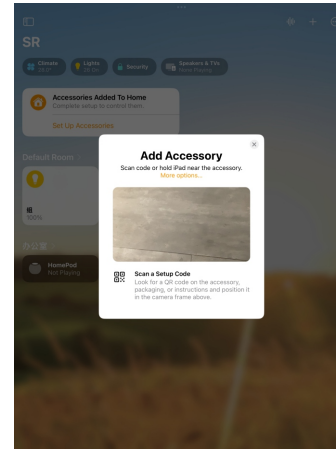 SR
Climate
Lights
Security
Speakers & TVs
Accessories Added To Home
Complete setup to control them.
Set Up Accessories
Default Room
100%
办公室
HomePod
Not Playing
Add Accessory
Scan code or hold iPad near the accessory.
More options...
Scan a Setup Code
Look for a QR code on the accessory,
packaging, or instructions and position it
in the camera frame above.